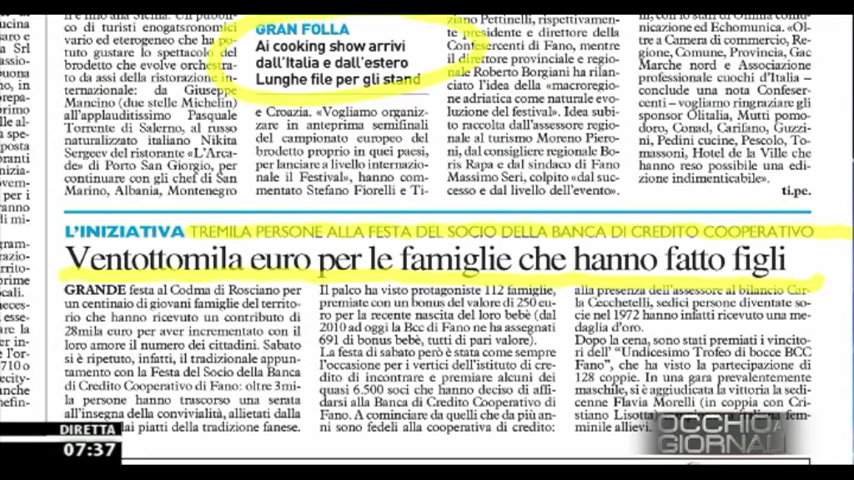 e il vino Sicilia. Un pubbli-
co di turisti enogatsronomici
vario ed eterogeneo che ha po-
tuto gustare lo spettacolo del
brodetto che evolve orchestra-
to da assi della ristorazione in-
ternazionale: da Giuseppe
Mancino (due stelle Michelin)
all'applauditissimo Pasquale
Torrente di Salerno, al russo
naturalizzato italiano Nikita
Sergeev del ristorante «L'Arca-
de» di Porto San Giorgio, per
continuare con gli chef di San
Marino, Albania, Montenegro
GRAN FOLLA
Ai cooking show arrivi
dall'Italia e dall'estero
Lunghe file per gli stand
e Croazia. «Vogliamo organiz-
zare in anteprima semifinali
del campionato europeo del
brodetto proprio in quei paesi,
per lanciare a livello internazio-
nale il Festival», hanno com-
mentato Stefano Fiorelli e Ti-
ziano Pettinelli, rispettivamen-
te presidente e direttore della
Confesercenti di Fano, mentre
il direttore provinciale e regio-
nale Roberto Borgiani ha rilan-
ciato l'idea della «macroregio-
ne adriatica come naturale evo-
luzione del festival». Idea subi-
to raccolta dall'assessore regio-
nale al turismo Moreno Piero-
ni, dal consigliere regionale Bo-
ris Rapa e dal sindaco di Fano
Massimo Seri, colpito «dal suc-
cesso e dal livello dell'evento».
con lo staff di Omnia comu-
nicazione ed Echomunica. «Ol-
tre a Camera di commercio, Re-
gione, Comune, Provincia, Gac
Marche nord e Associazione
professionale cuochi d'Italia –
conclude una nota Confeser-
centi - vogliamo ringraziare gli
sponsor Olitalia, Mutti pomo-
doro, Conad, Carifano, Guzzi-
ni, Pedini cucine, Pescolo, To-
massoni, Hotel de la Ville che
hanno reso possibile una edi-
zione indimenticabile».
ti.pe.
L'INIZIATIVA TREMILA PERSONE ALLA FESTA DEL SOCIO DELLA BANCA DI CREDITO COOPERATIVO
Ventottomila euro per le famiglie che hanno fatto figli
GRANDE festa al Codma di Rosciano per
un centinaio di giovani famiglie del territo-
rio che hanno ricevuto un contributo di
28mila euro per aver incrementato con il
loro amore il numero dei cittadini. Sabato
si è ripetuto, infatti, il tradizionale appun-
tamento con la Festa del Socio della Banca
di Credito Cooperativo di Fano: oltre 3mi-
la persone hanno trascorso una serata
all'insegna della convivialità, allietati dalla
dai piatti della tradizione fanese.
Il palco ha visto protagoniste 112 famiglie,
premiate con un bonus del valore di 250 euro
per la recente nascita del loro bebè (dal
2010 ad oggi la Bcc di Fano ne ha assegnati
691 di bonus bebè, tutti di pari valore).
La festa di sabato però è stata come sempre
l'occasione per i vertici dell'istituto di cre-
dito di incontrare e premiare alcuni dei
quasi 6.500 soci che hanno deciso di affi-
darsi alla Banca di Credito Cooperativo di
Fano. A cominciare da quelli che da più an-
ni sono fedeli alla cooperativa di credito:
alla presenza dell'assessore al bilancio Car-
la Cecchetelli, sedici persone diventate so-
cie nel 1972 hanno infatti ricevuto una me-
daglia d'oro.
Dopo la cena, sono stati premiati i vincito-
ri dell' "Undicesimo Trofeo di bocce BCC
Fano", che ha visto la partecipazione di
128 coppie. In una gara prevalentemente
maschile, si è aggiudicata la vittoria la sedi-
cenne Flavia Morelli (in coppia con Cri-
stiano Lisotta)
minile allievi.
DIRETTA
07:37
OCCHIO AI
GIORNALI